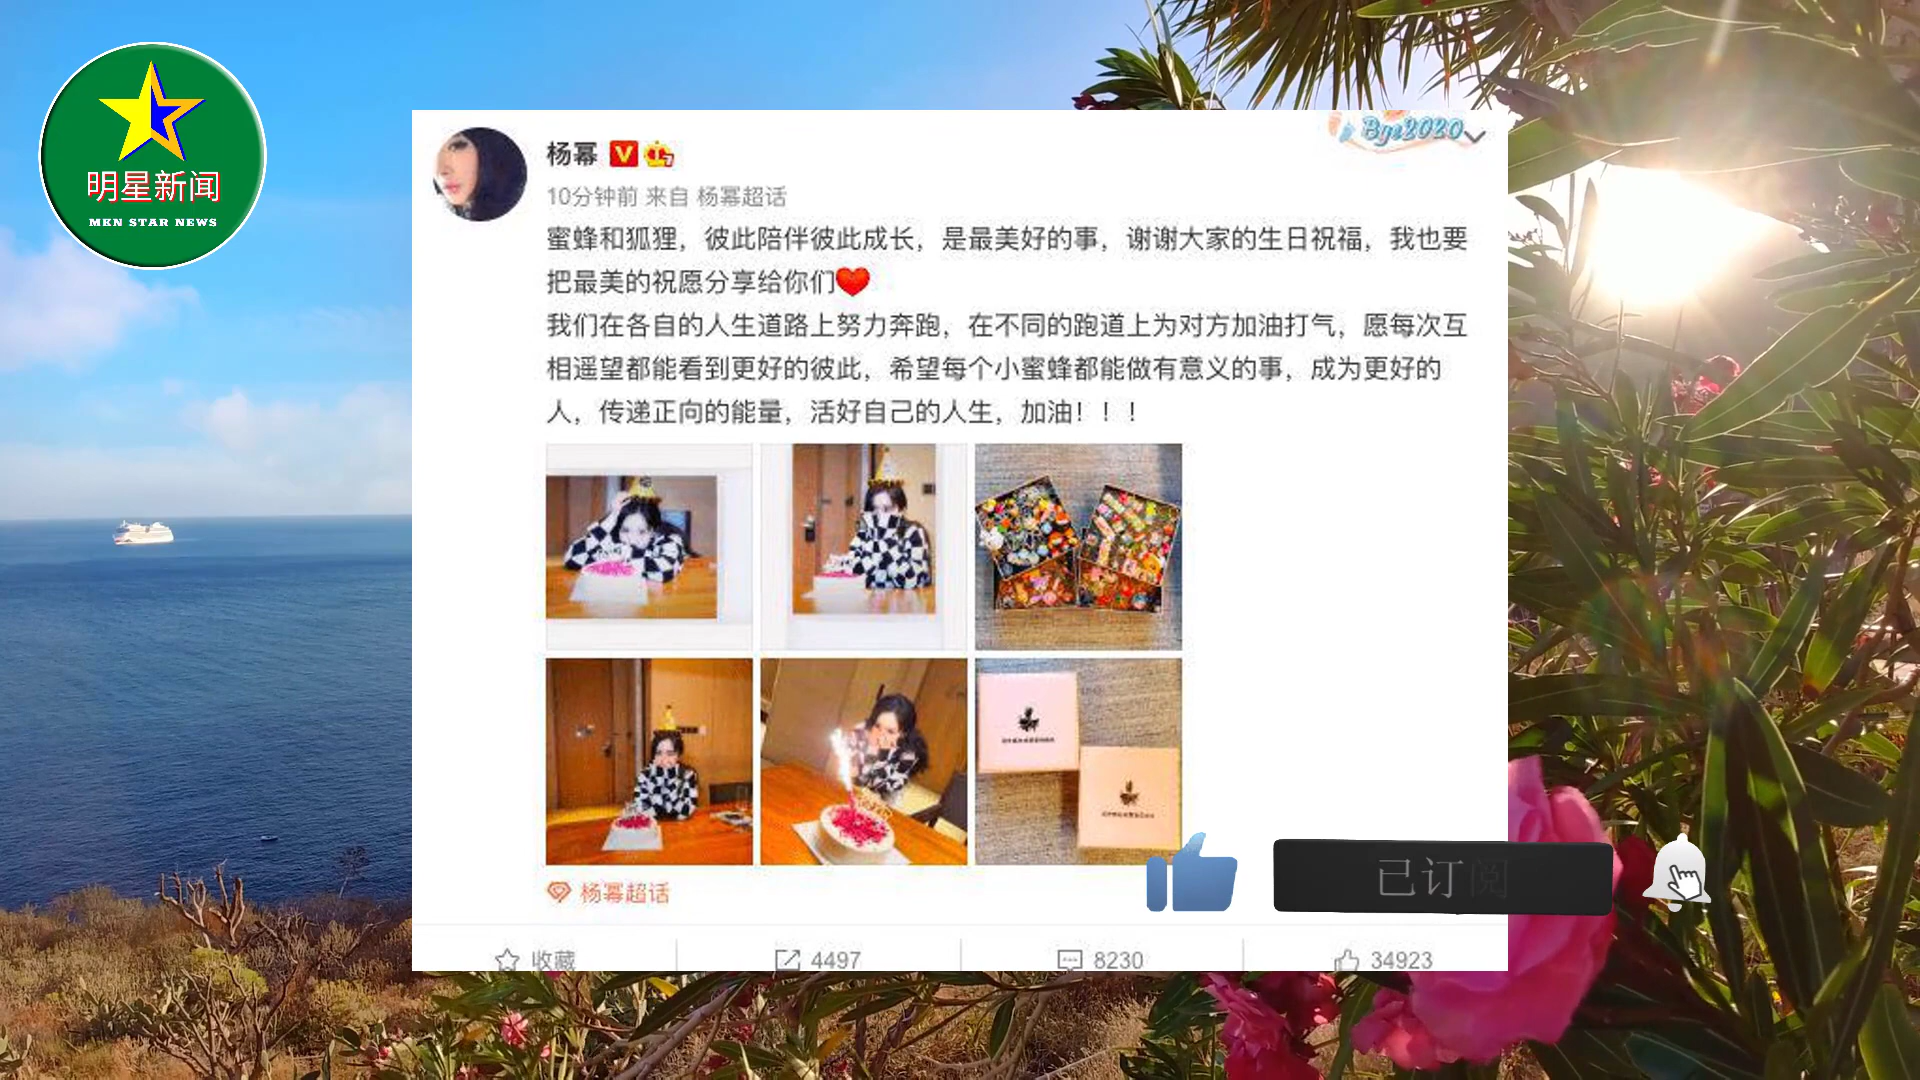 明星新闻
MKN STAR NEWS
Bye2020
杨幂
10分钟前 来自 杨幂超话
蜜蜂和狐狸，彼此陪伴彼此成长，是最美好的事，谢谢大家的生日祝福，我也要
把最美的祝愿分享给你们
我们在各自的人生道路上努力奔跑，在不同的跑道上为对方加油打气，愿每次互
相遥望都能看到更好的彼此，希望每个小蜜蜂都能做有意义的事，成为更好的
人，传递正向的能量，活好自己的人生，加油！！！
杨幂超话
已订阅
收藏
4497
8230
34923